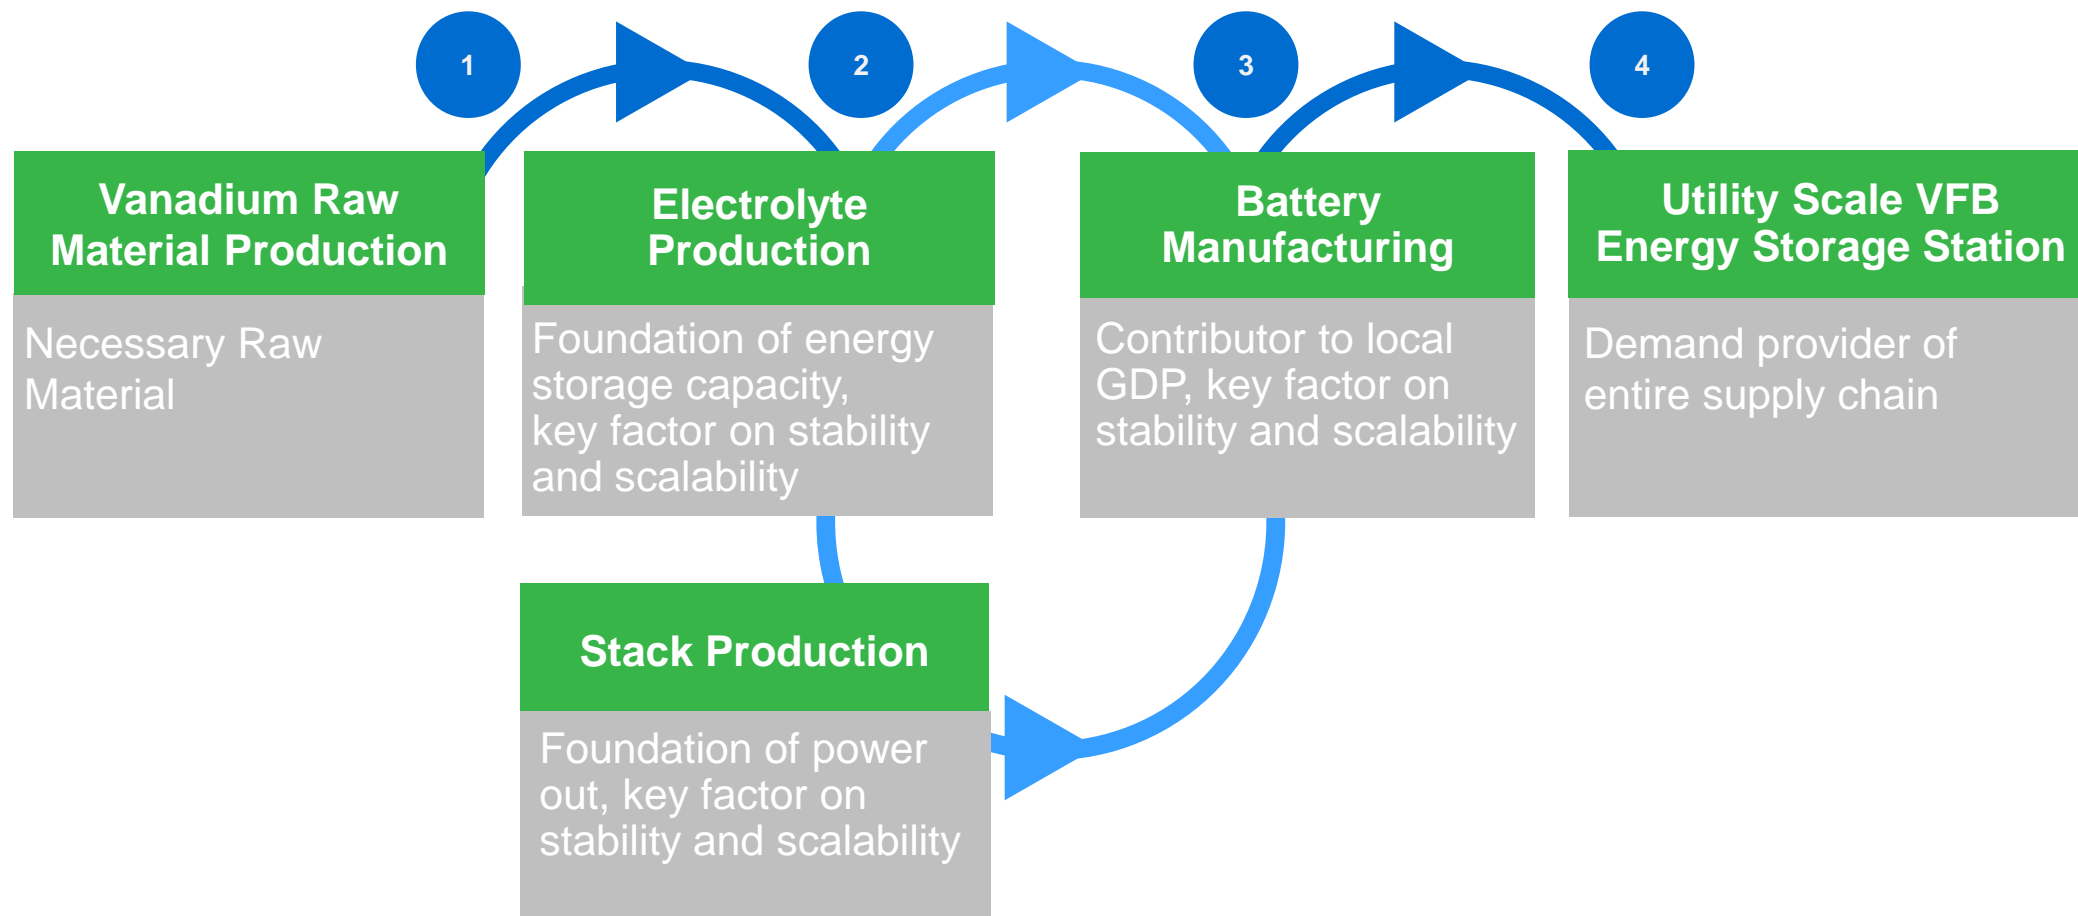 1
2
3
4
Vanadium Raw
Material Production
Necessary Raw
Material
Electrolyte
Production
Foundation of energy
storage capacity,
key factor on stability
and scalability
Battery
Manufacturing
Contributor to local
GDP, key factor on
stability and scalability
Utility Scale VFB
Energy Storage Station
Demand provider of
entire supply chain
Stack Production
Foundation of power
out, key factor on
stability and scalability